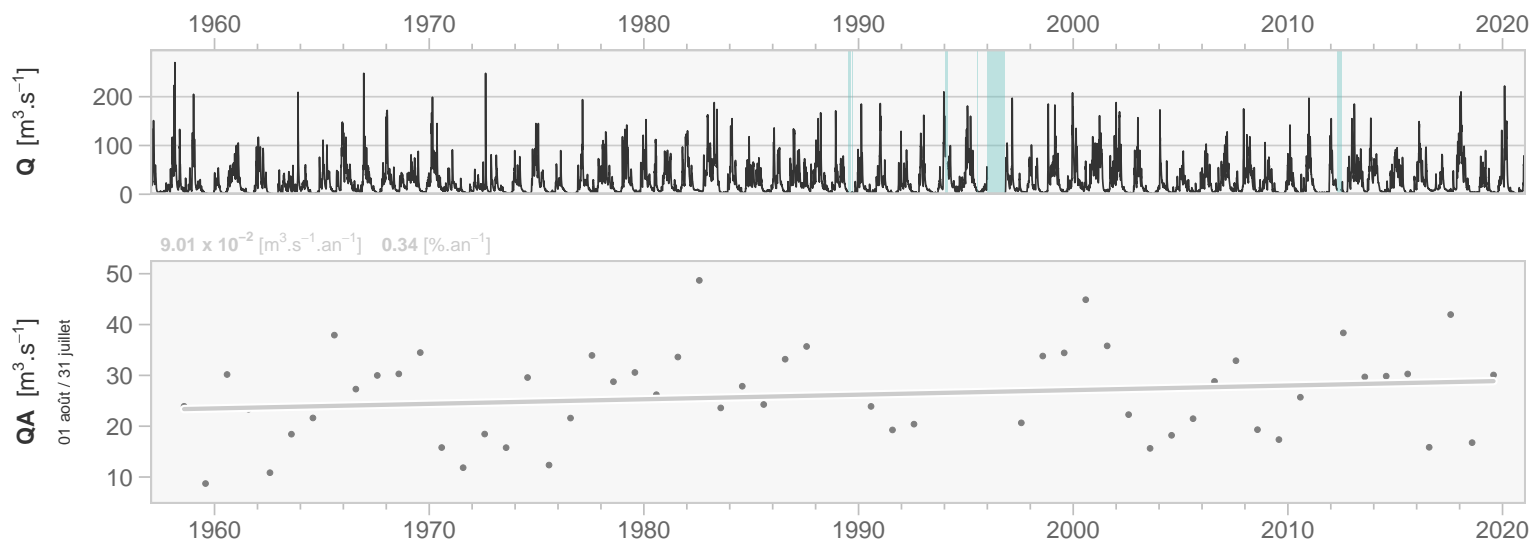 1960 1970 1980 1990 2000 2010 2020
Q [m³.s⁻¹]
200
100
0
9.01 x 10⁻² [m³.s⁻¹.an⁻¹] 0.34 [%.an⁻¹]
QA [m³.s⁻¹]
01 août / 31 juillet
50
40
30
20
10
1960 1970 1980 1990 2000 2010 2020